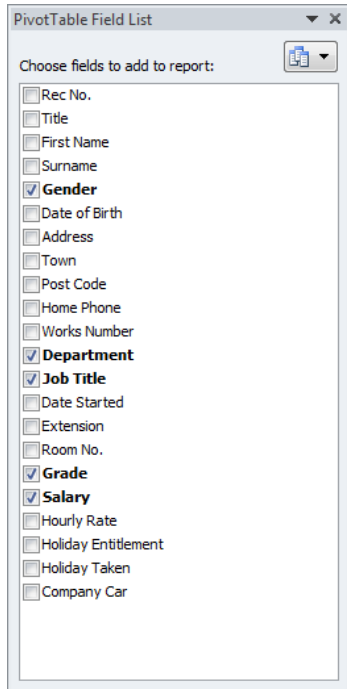 PivotTable Field List
Choose fields to add to report:
Rec No.
Title
First Name
Surname
Gender
Date of Birth
Address
Town
Post Code
Home Phone
Works Number
Department
Job Title
Date Started
Extension
Room No.
Grade
Salary
Hourly Rate
Holiday Entitlement
Holiday Taken
Company Car